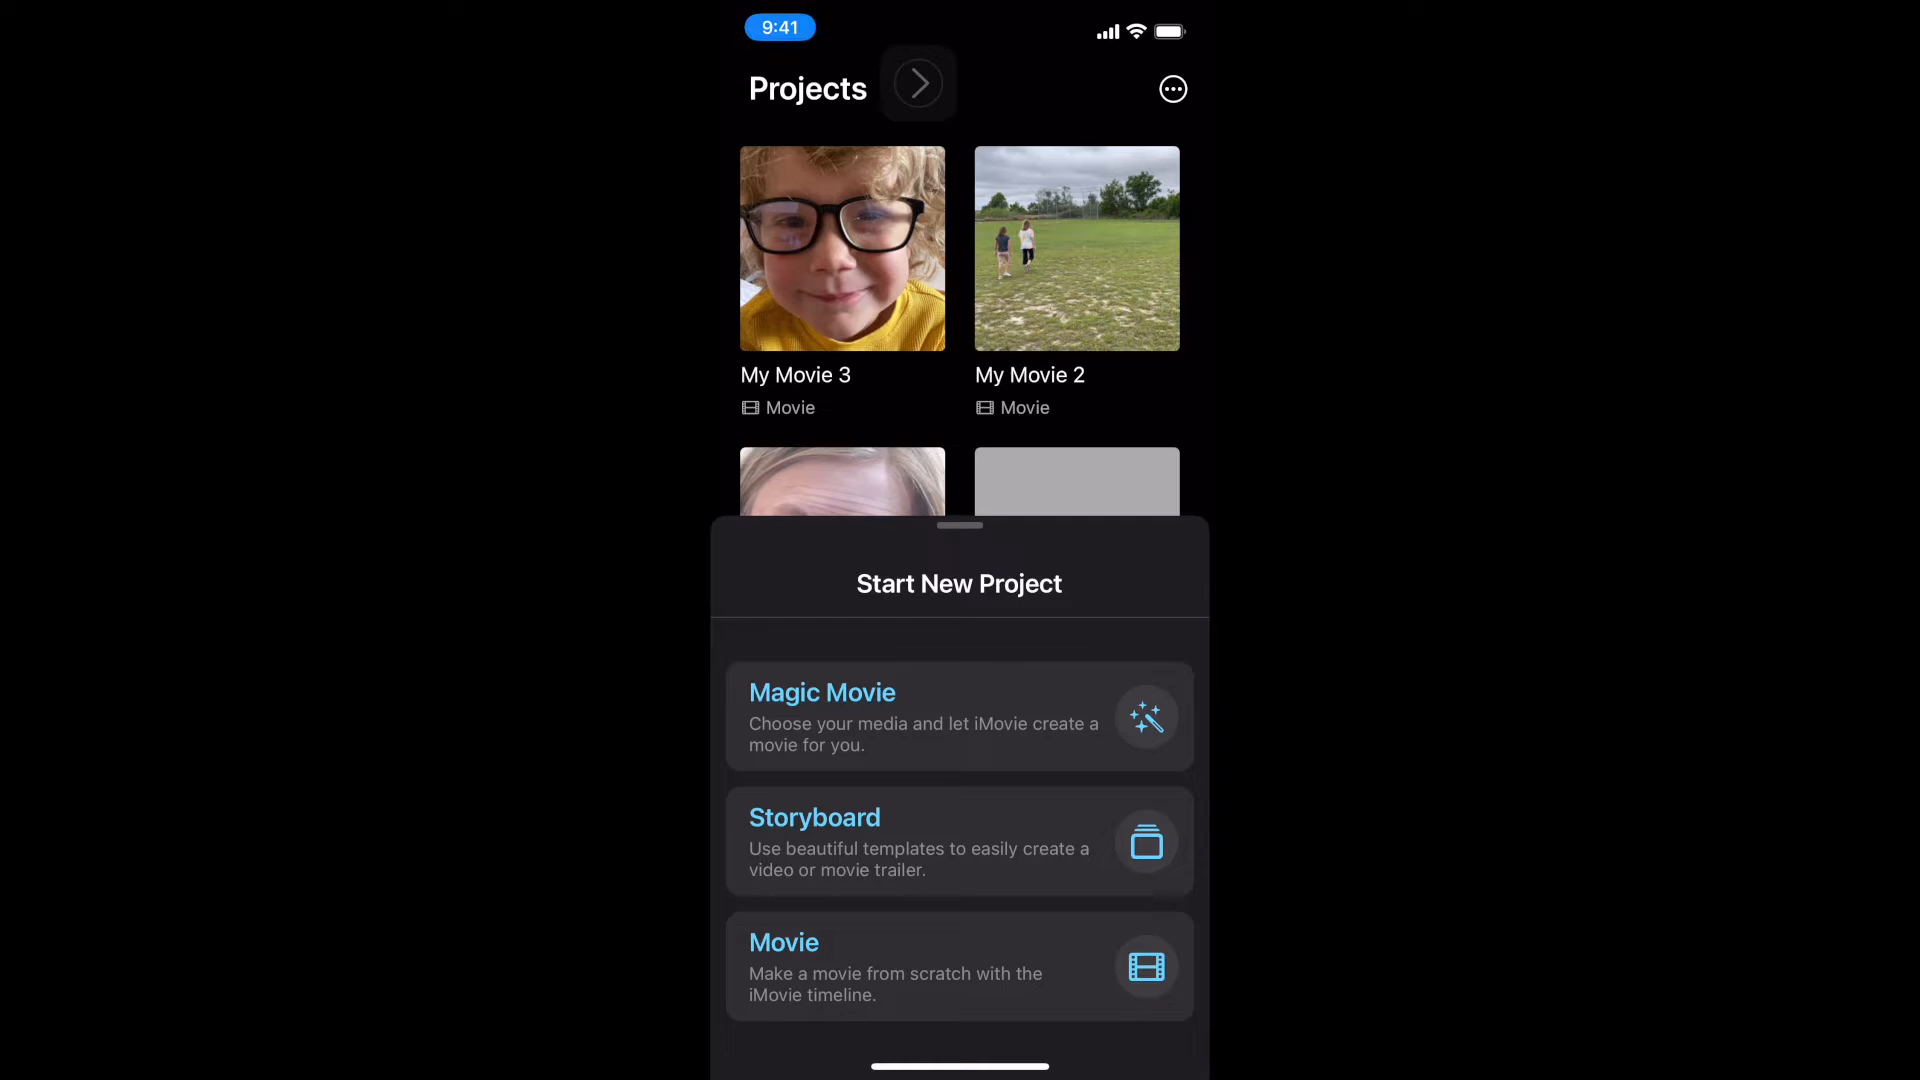 9:41
Projects
My Movie 3
My Movie 2
Movie
Movie
Start New Project
Magic Movie
Choose your media and let iMovie create a
movie for you.
Storyboard
Use beautiful templates to easily create a
video or movie trailer.
Movie
Make a movie from scratch with the
iMovie timeline.